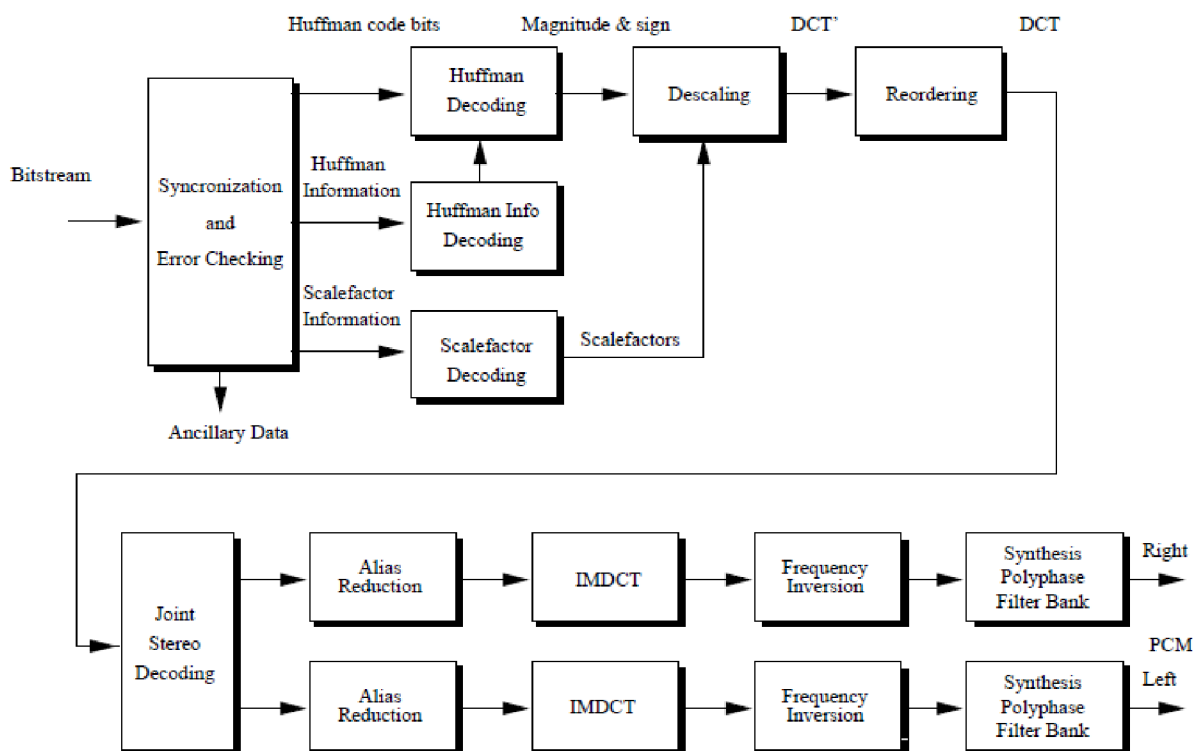 Huffman code bits
Magnitude & sign
DCT'
DCT
Huffman
Decoding
Descaling
Reordering
Bitstream
Syncronization
and
Error Checking
Huffman
Information
Huffman Info
Decoding
Scalefactor
Information
Scalefactor
Decoding
Scalefactors
Ancillary Data
Joint
Stereo
Decoding
Alias
Reduction
IMDCT
Frequency
Inversion
Synthesis
Polyphase
Filter Bank
Right
PCM
Alias
Reduction
IMDCT
Frequency
Inversion
Synthesis
Polyphase
Filter Bank
Left